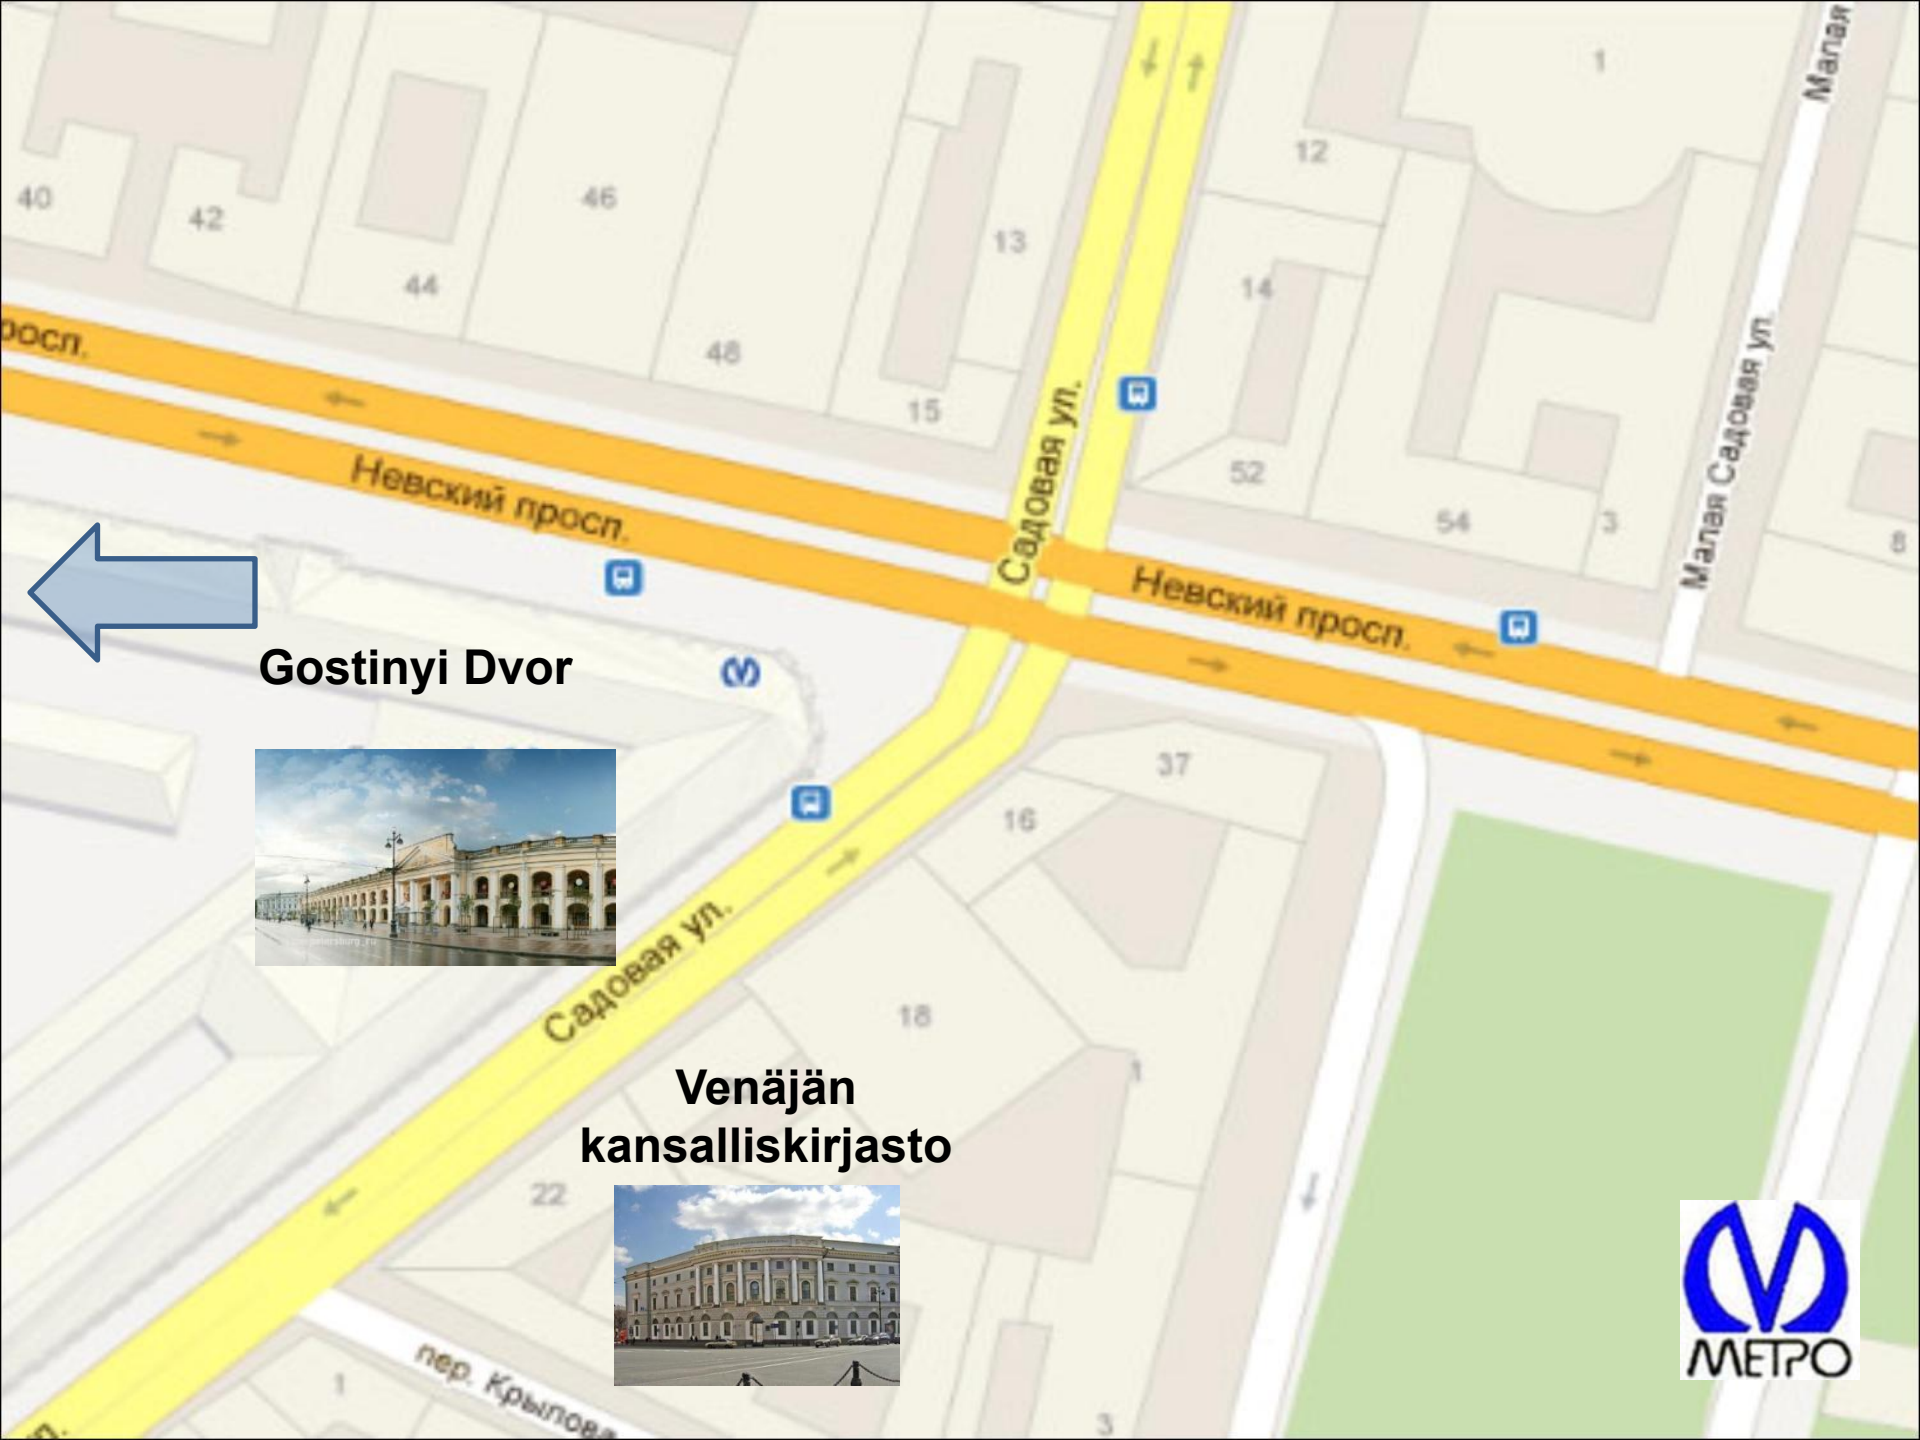 Малая
1
12
40
42
46
13
44
14
48
15
просп.
Садовая ул.
Малая Садовая ул.
52
54
3
8
Невский просп.
Невский просп.
Gostinyi Dvor
37
16
Садовая ул.
18
1
Venäjän
kansalliskirjasto
22
пер. Крылова
1
3
МЕТРО